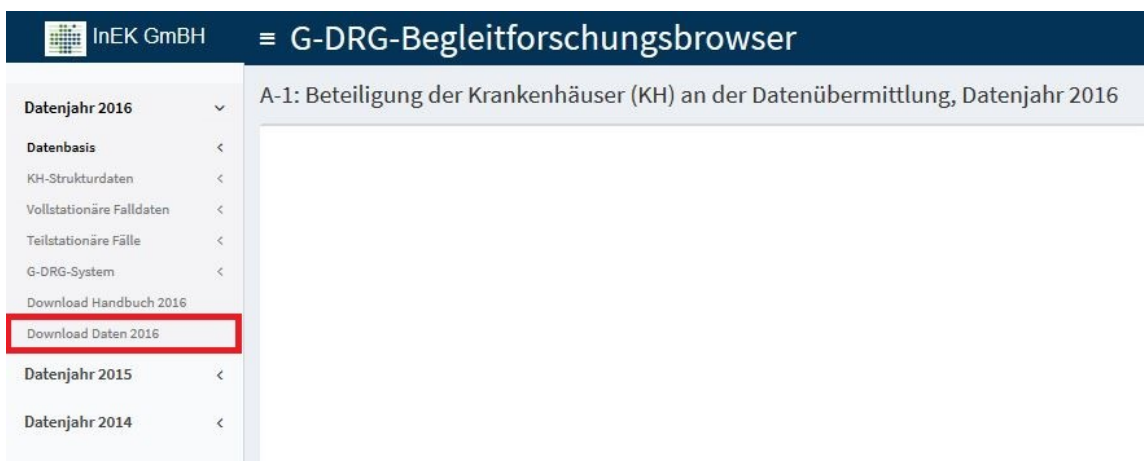 InEK GmBH
≡ G-DRG-Begleitforschungsbrowser
A-1: Beteiligung der Krankenhäuser (KH) an der Datenübermittlung, Datenjahr 2016
Datenjahr 2016
Datenbasis
KH-Strukturdaten
Vollstationäre Falldaten
Teilstationäre Fälle
G-DRG-System
Download Handbuch 2016
Download Daten 2016
Datenjahr 2015
Datenjahr 2014